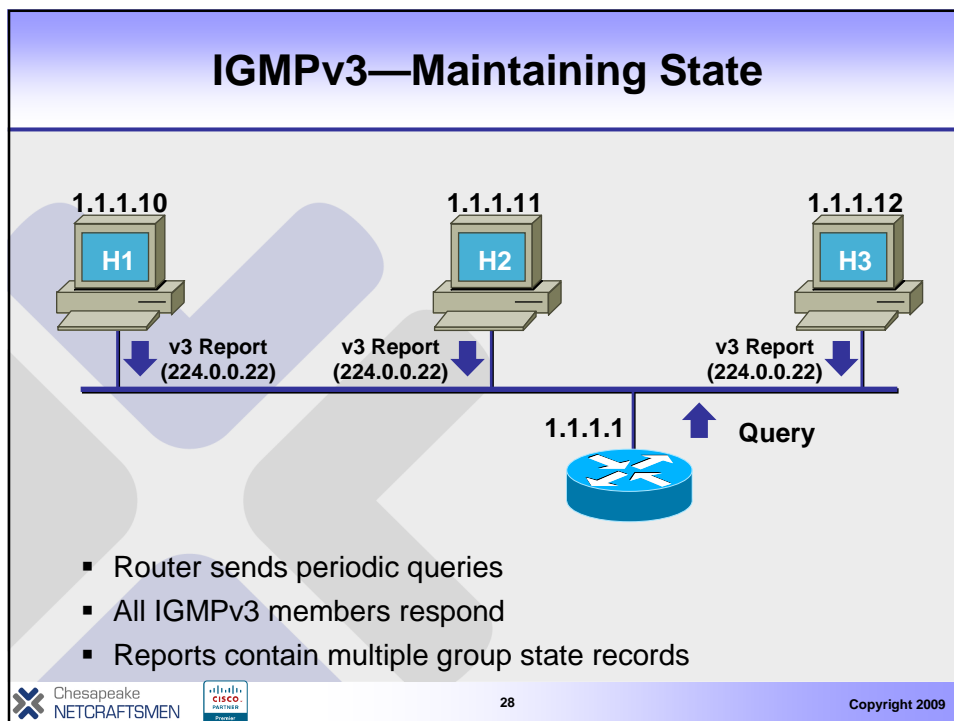 IGMPv3—Maintaining State
1.1.1.10
1.1.1.11
1.1.1.12
H1
H2
H3
v3 Report
(224.0.0.22)
v3 Report
(224.0.0.22)
v3 Report
(224.0.0.22)
1.1.1.1
Query
▪ Router sends periodic queries
▪ All IGMPv3 members respond
▪ Reports contain multiple group state records
Chesapeake
NETCRAFTSMEN
CISCO
PARTNER
Premier
28
Copyright 2009